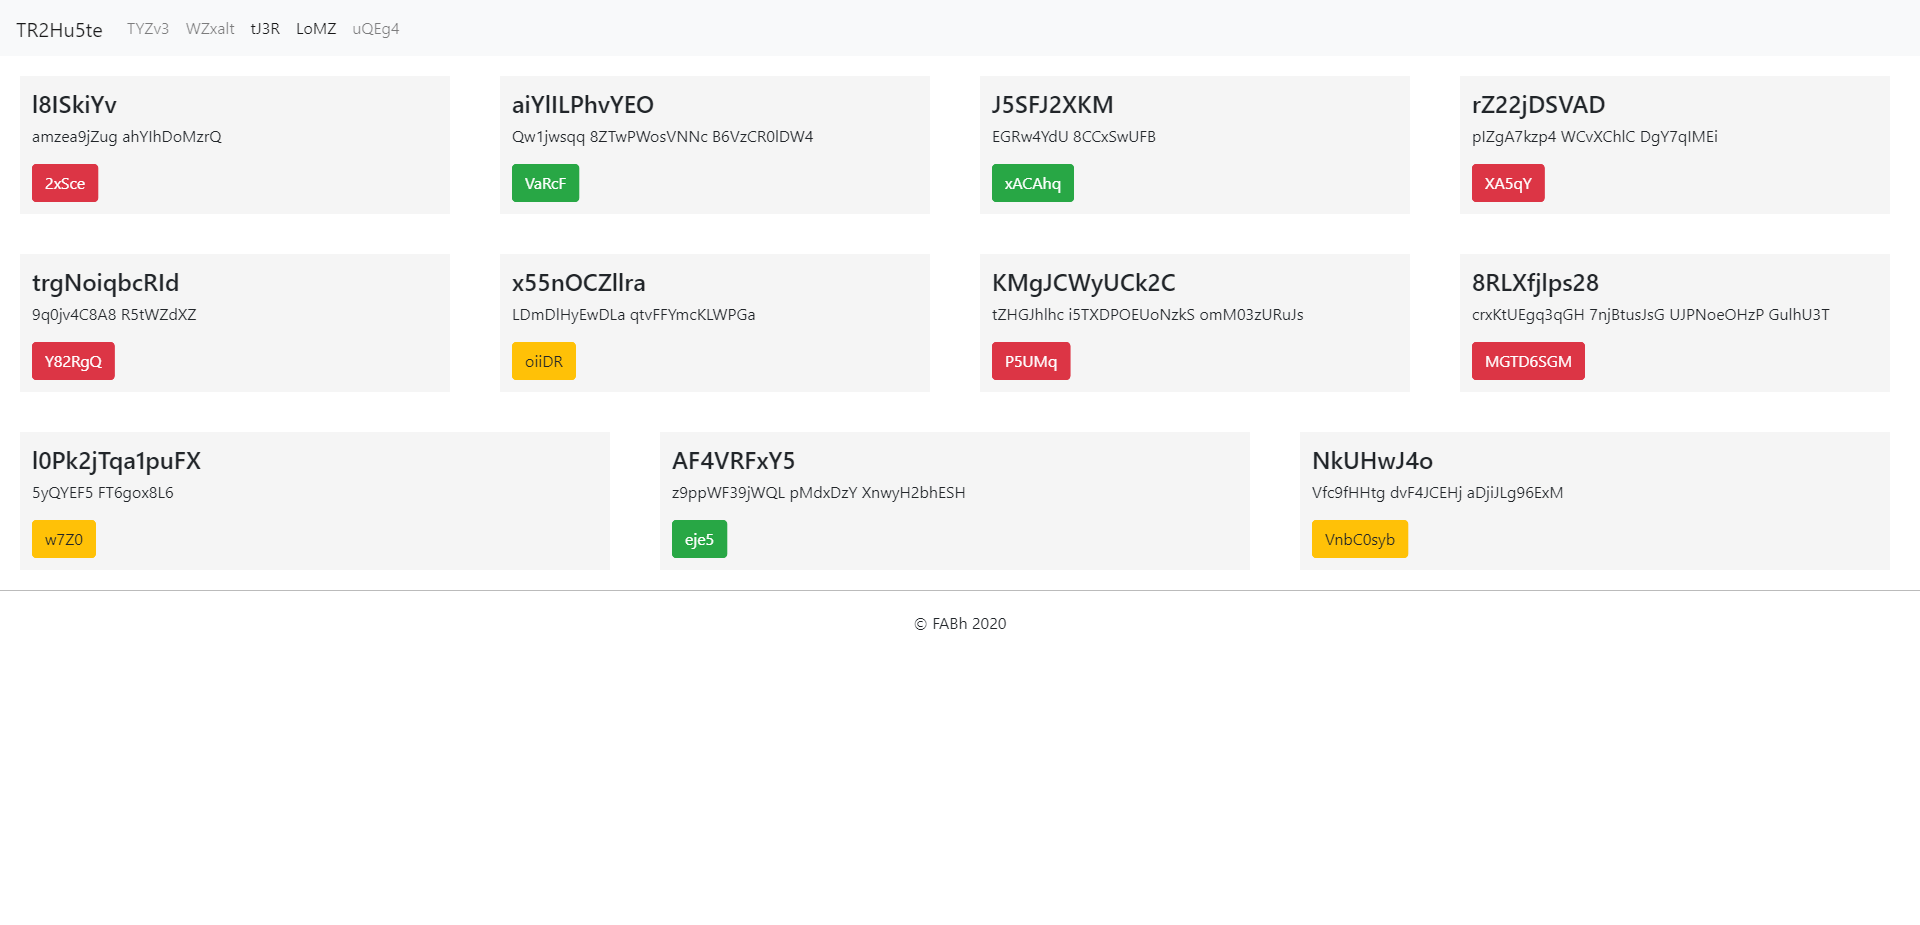 TR2Hu5te TYZv3 WZxalt tJ3R LoMZ uQEg4
l8ISkiYv
amzea9jZug ahYIhDoMzrQ
2xSce
aiYlILPhvYEO
Qw1jwsqq 8ZTwPWosVNNc B6VzCR0lDW4
VaRcF
J5SFJ2XKM
EGRw4YdU 8CCxSwUFB
xACAhq
rZ22jDSVAD
pIZgA7kzp4 WCvXChlC DgY7qIMEi
XA5qY
trgNoiqbcRId
9q0jv4C8A8 R5tWZdXZ
Y82RgQ
x55nOCZllra
LDmDlHyEwDLa qtvFFYmcKLWPGa
oiiDR
KMgJCWyUCk2C
tZHGJhlhc i5TXDPOEUoNzkS omM03zURuJs
P5UMq
8RLXfjlps28
crxKtUEgq3qGH 7njBtusJsG UJPNoeOHzP GulhU3T
MGTD6SGM
l0Pk2jTqa1puFX
5yQYEF5 FT6gox8L6
w7Z0
AF4VRFxY5
z9ppWF39jWQL pMdxDzY XnwyH2bhESH
eje5
NkUHwJ4o
Vfc9fHHtg dvF4JCEHj aDjiJLg96ExM
VnbC0syb
© FABh 2020